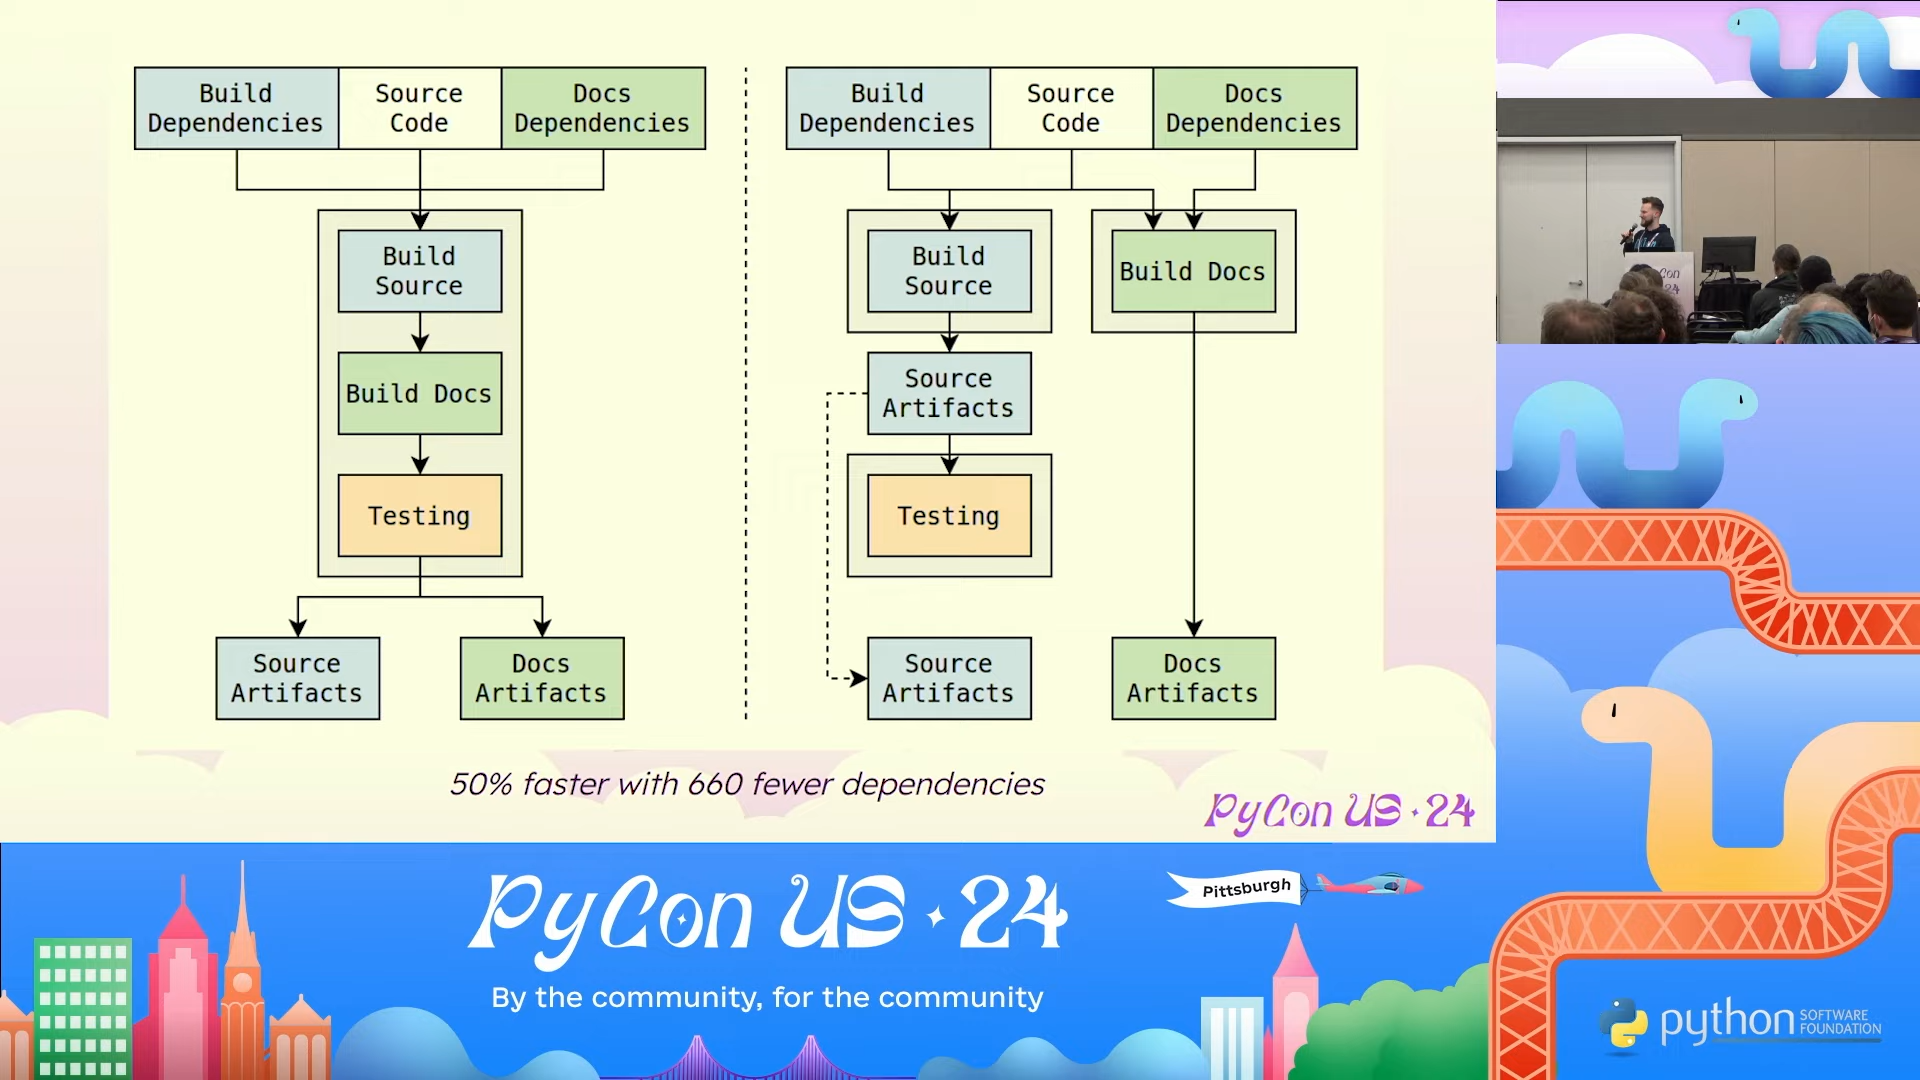 Build
Dependencies
Source
Code
Docs
Dependencies
Build
Source
Build Docs
Testing
Source
Artifacts
Docs
Artifacts
Build
Dependencies
Source
Code
Docs
Dependencies
Build
Source
Build Docs
Source
Artifacts
Testing
Source
Artifacts
Docs
Artifacts
50% faster with 660 fewer dependencies
PyCon US · 24
PyCon US · 24
By the community, for the community
Pittsburgh
python
SOFTWARE
FOUNDATION